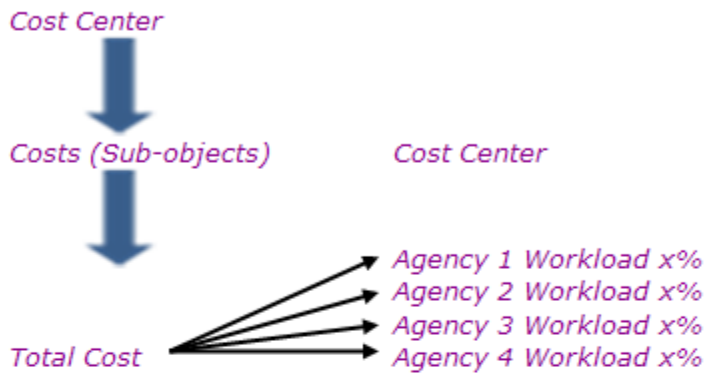 Cost Center
Costs (Sub-objects)
Cost Center
Agency 1 Workload x%
Agency 2 Workload x%
Agency 3 Workload x%
Total Cost
Agency 4 Workload x%